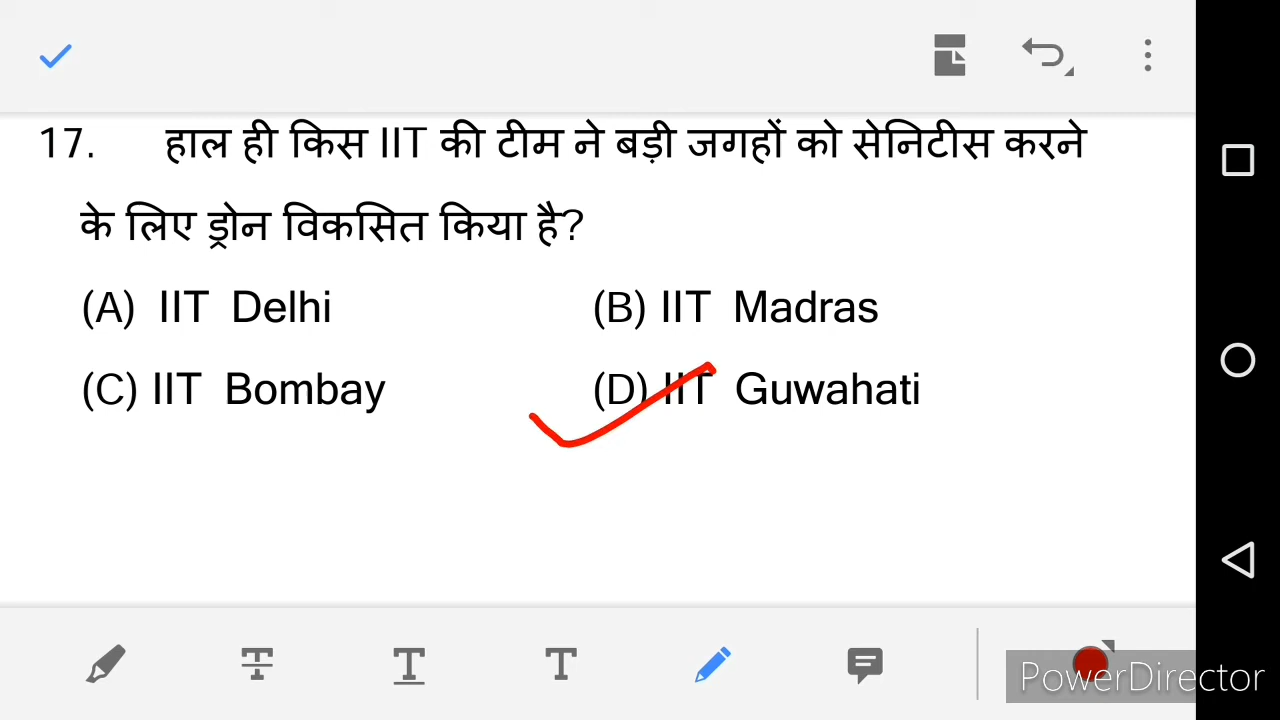 17. हाल ही किस IIT की टीम ने बड़ी जगहों को सेनिटीस करने
के लिए ड्रोन विकसित किया है?
(A) IIT Delhi (B) IIT Madras
(C) IIT Bombay (D) IIT Guwahati
T T T
PowerDirector